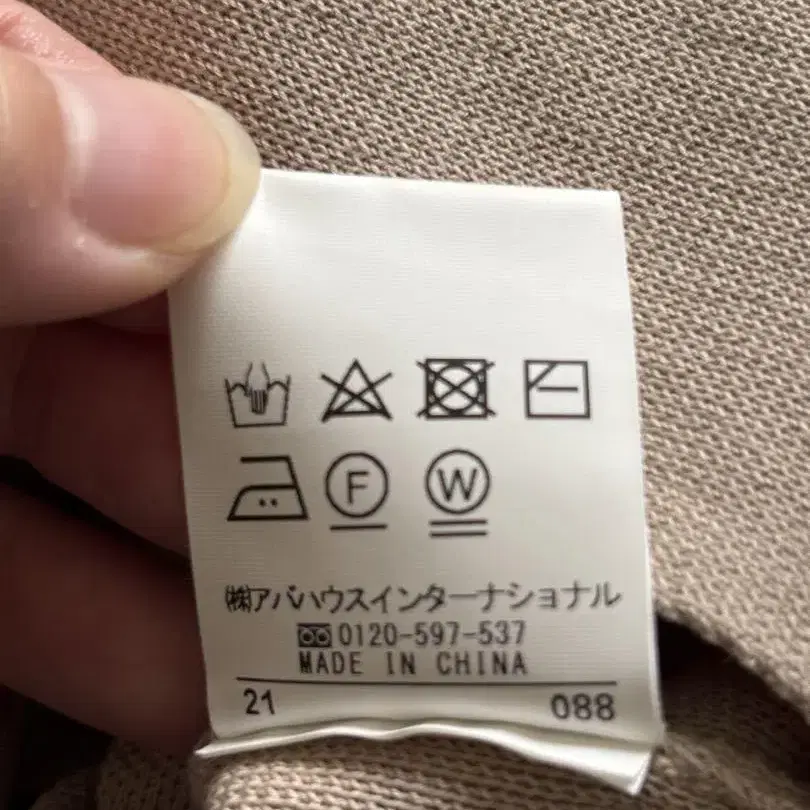 F W
(株)アバハウスインターナショナル
0120-597-537
MADE IN CHINA
21 088